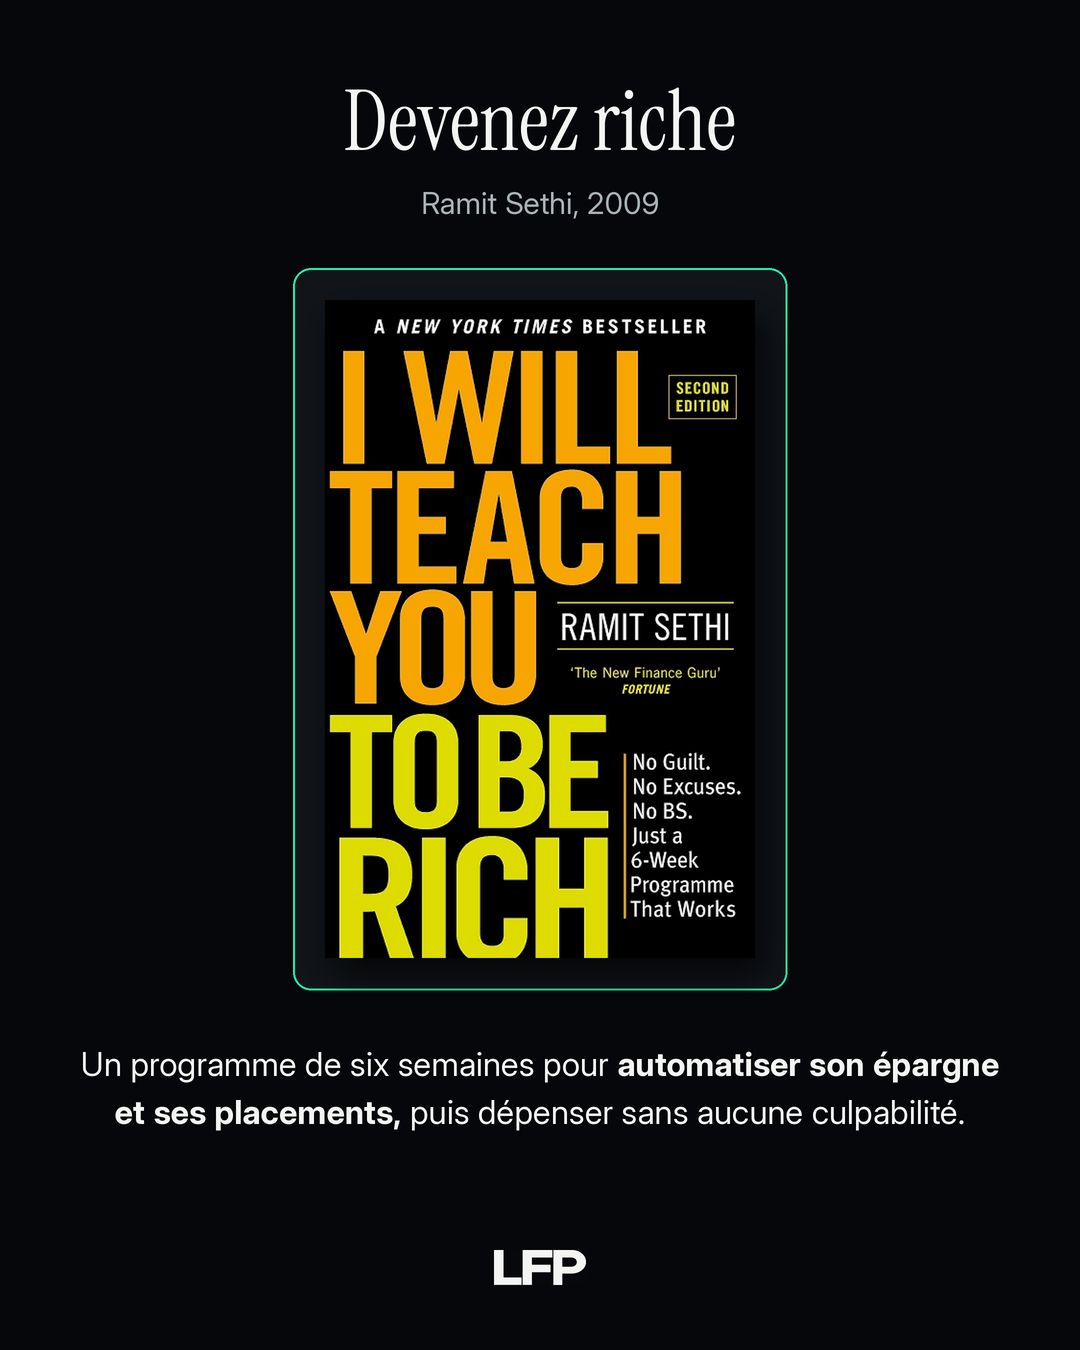 Devenez riche
Ramit Sethi, 2009
A NEW YORK TIMES BESTSELLER
I WILL
SECOND
EDITION
TEACH
YOU
RAMIT SETHI
'The New Finance Guru'
FORTUNE
TO BE
RICH
No Guilt.
No Excuses.
No BS.
Just a
6-Week
Programme
That Works
Un programme de six semaines pour automatiser son épargne
et ses placements, puis dépenser sans aucune culpabilité.
LFP